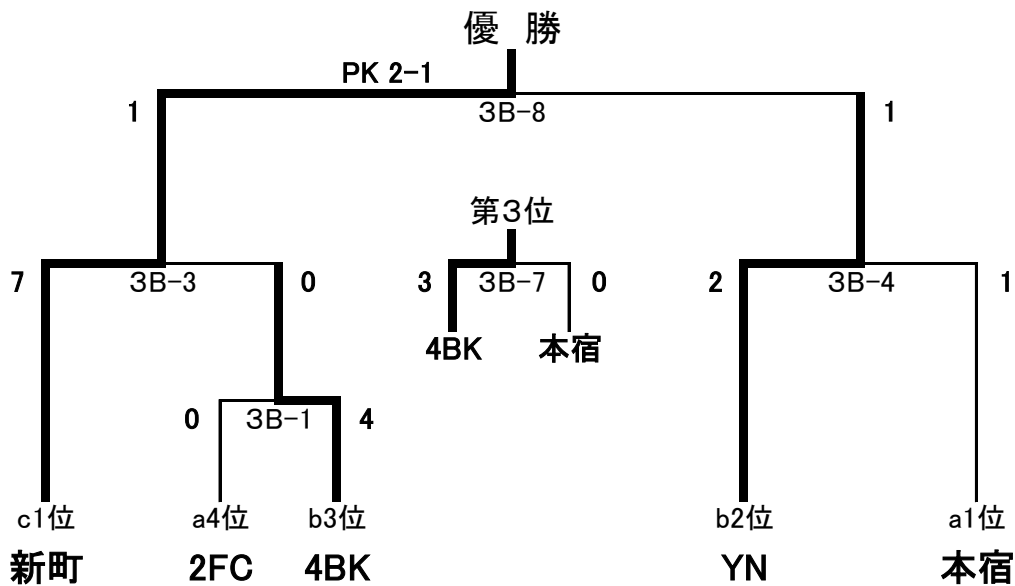 優 勝
PK 2-1
1 3B-8 1
第3位
7 3B-3 0 3 3B-7 0 2 3B-4 1
4BK 本宿
0 3B-1 4
c1位 a4位 b3位 b2位 a1位
新町 2FC 4BK YN 本宿